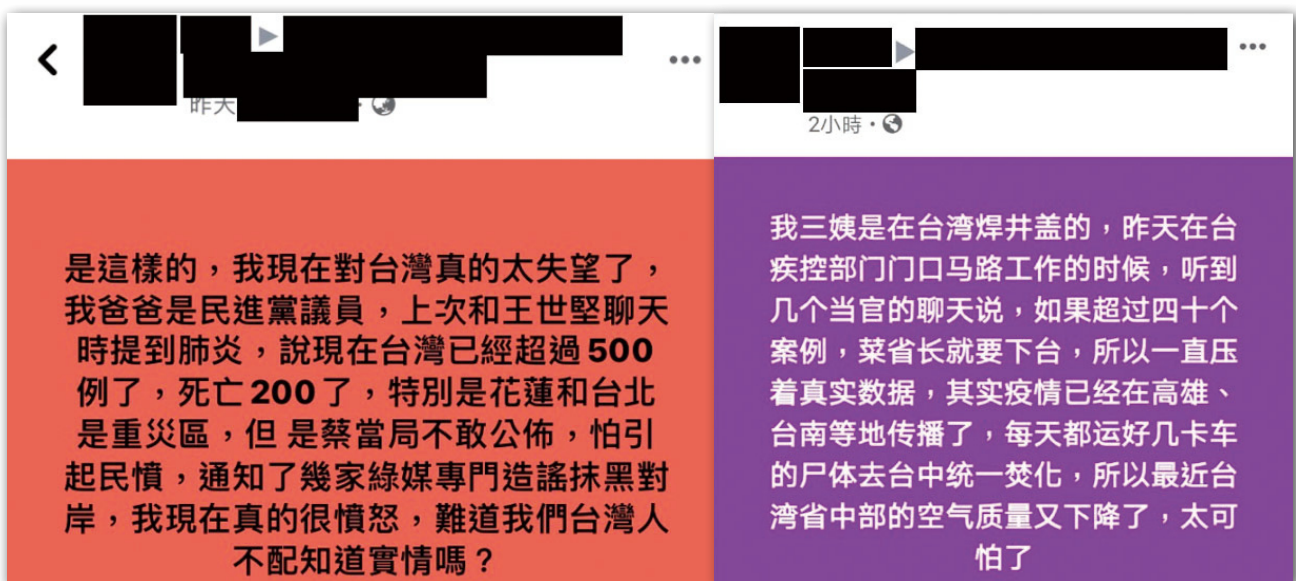 昨天
是這樣的，我現在對台灣真的太失望了，
我爸爸是民進黨議員，上次和王世堅聊天
時提到肺炎，說現在台灣已經超過500
例了，死亡200了，特別是花蓮和台北
是重災區，但 是蔡當局不敢公佈，怕引
起民憤，通知了幾家綠媒專門造謠抹黑對
岸，我現在真的很憤怒，難道我們台灣人
不配知道實情嗎？
2小時・
我三姨是在台湾焊井盖的，昨天在台
疾控部门门口马路工作的时候，听到
几个当官的聊天说，如果超过四十个
案例，菜省长就要下台，所以一直压
着真实数据，其实疫情已经在高雄、
台南等地传播了，每天都运好几卡车
的尸体去台中统一焚化，所以最近台
湾省中部的空气质量又下降了，太可
怕了